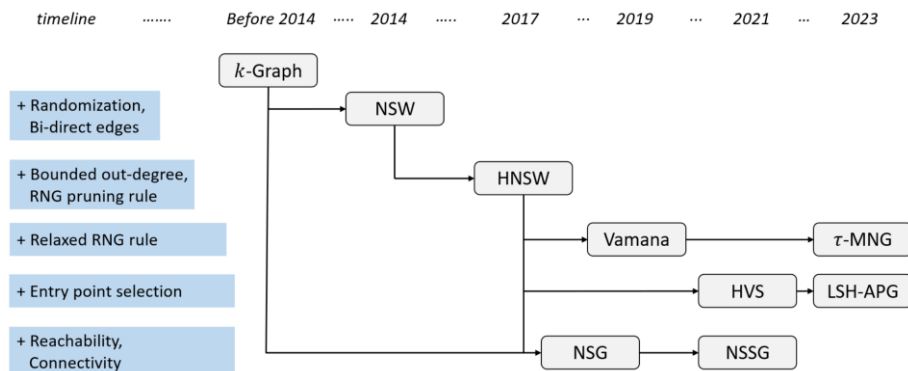 timeline ....... Before 2014 ..... 2014 ..... 2017 ... 2019 ... 2021 ... 2023
k-Graph
+ Randomization,
Bi-direct edges
NSW
+ Bounded out-degree,
RNG pruning rule
HNSW
+ Relaxed RNG rule
Vamana
τ-MNG
+ Entry point selection
HVS
LSH-APG
+ Reachability,
Connectivity
NSG
NSSG